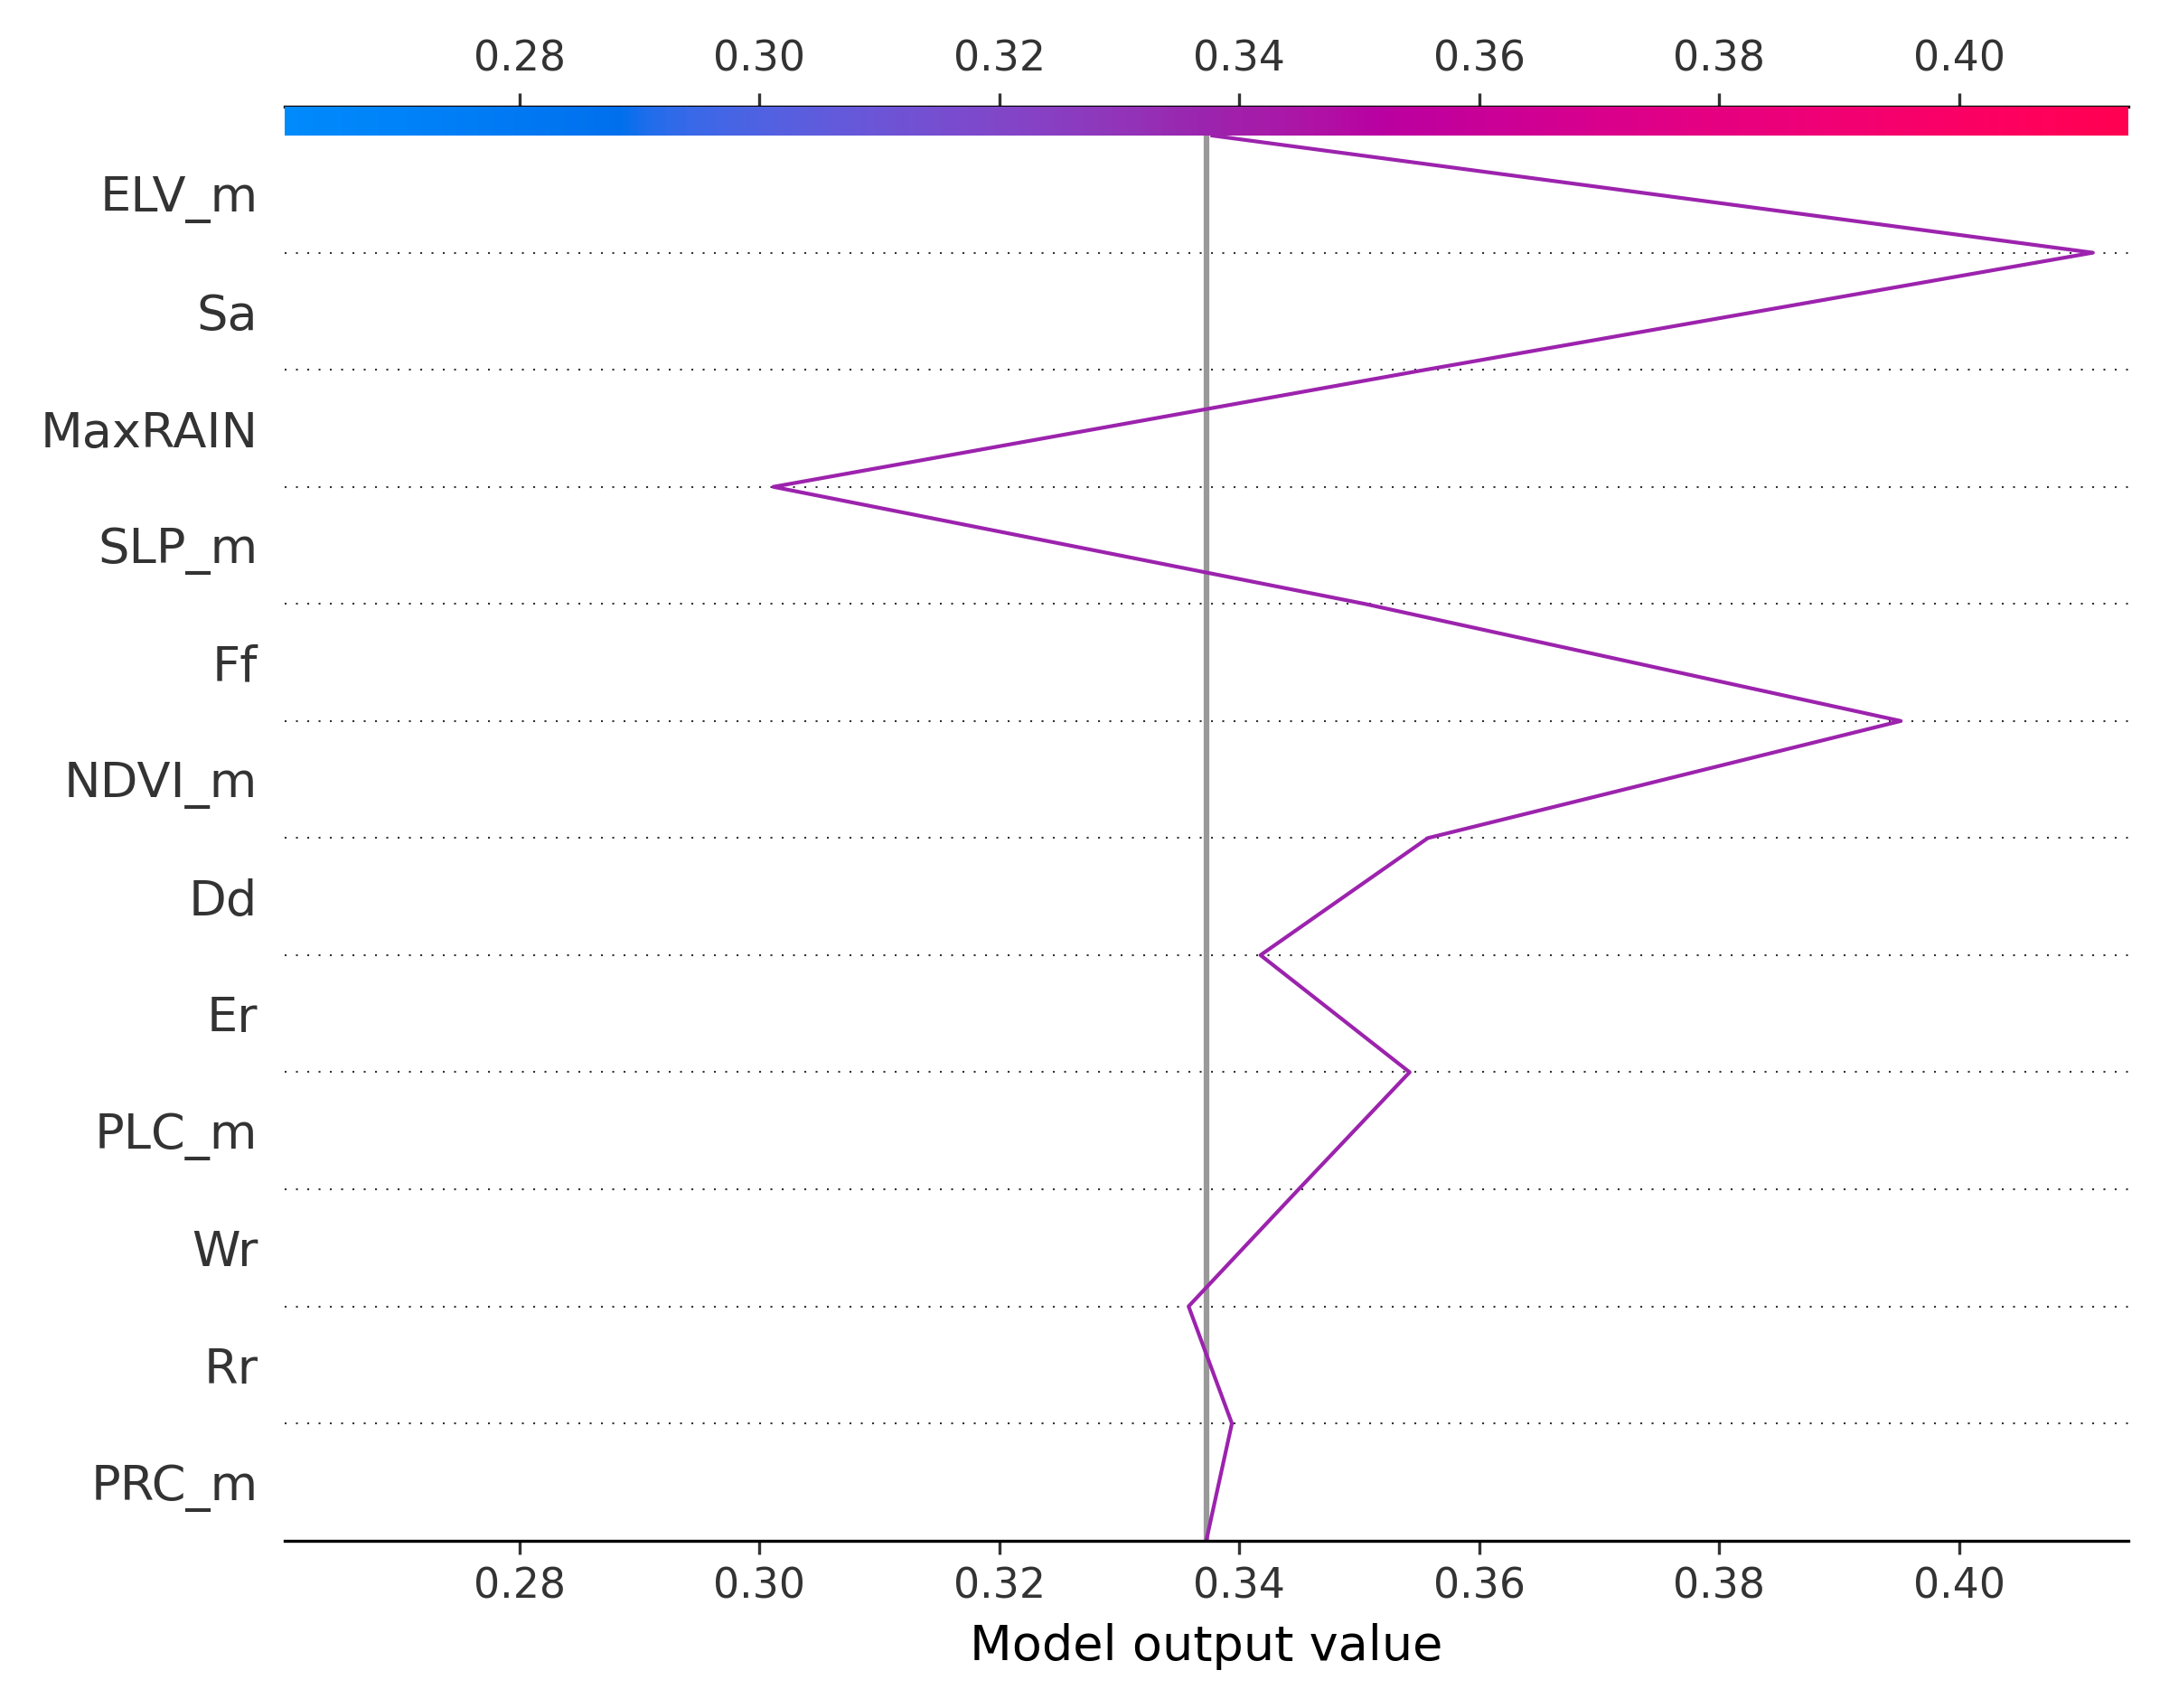 0.28 0.30 0.32 0.34 0.36 0.38 0.40
ELV_m
Sa
MaxRAIN
SLP_m
Ff
NDVI_m
Dd
Er
PLC_m
Wr
Rr
PRC_m
0.28 0.30 0.32 0.34 0.36 0.38 0.40
Model output value